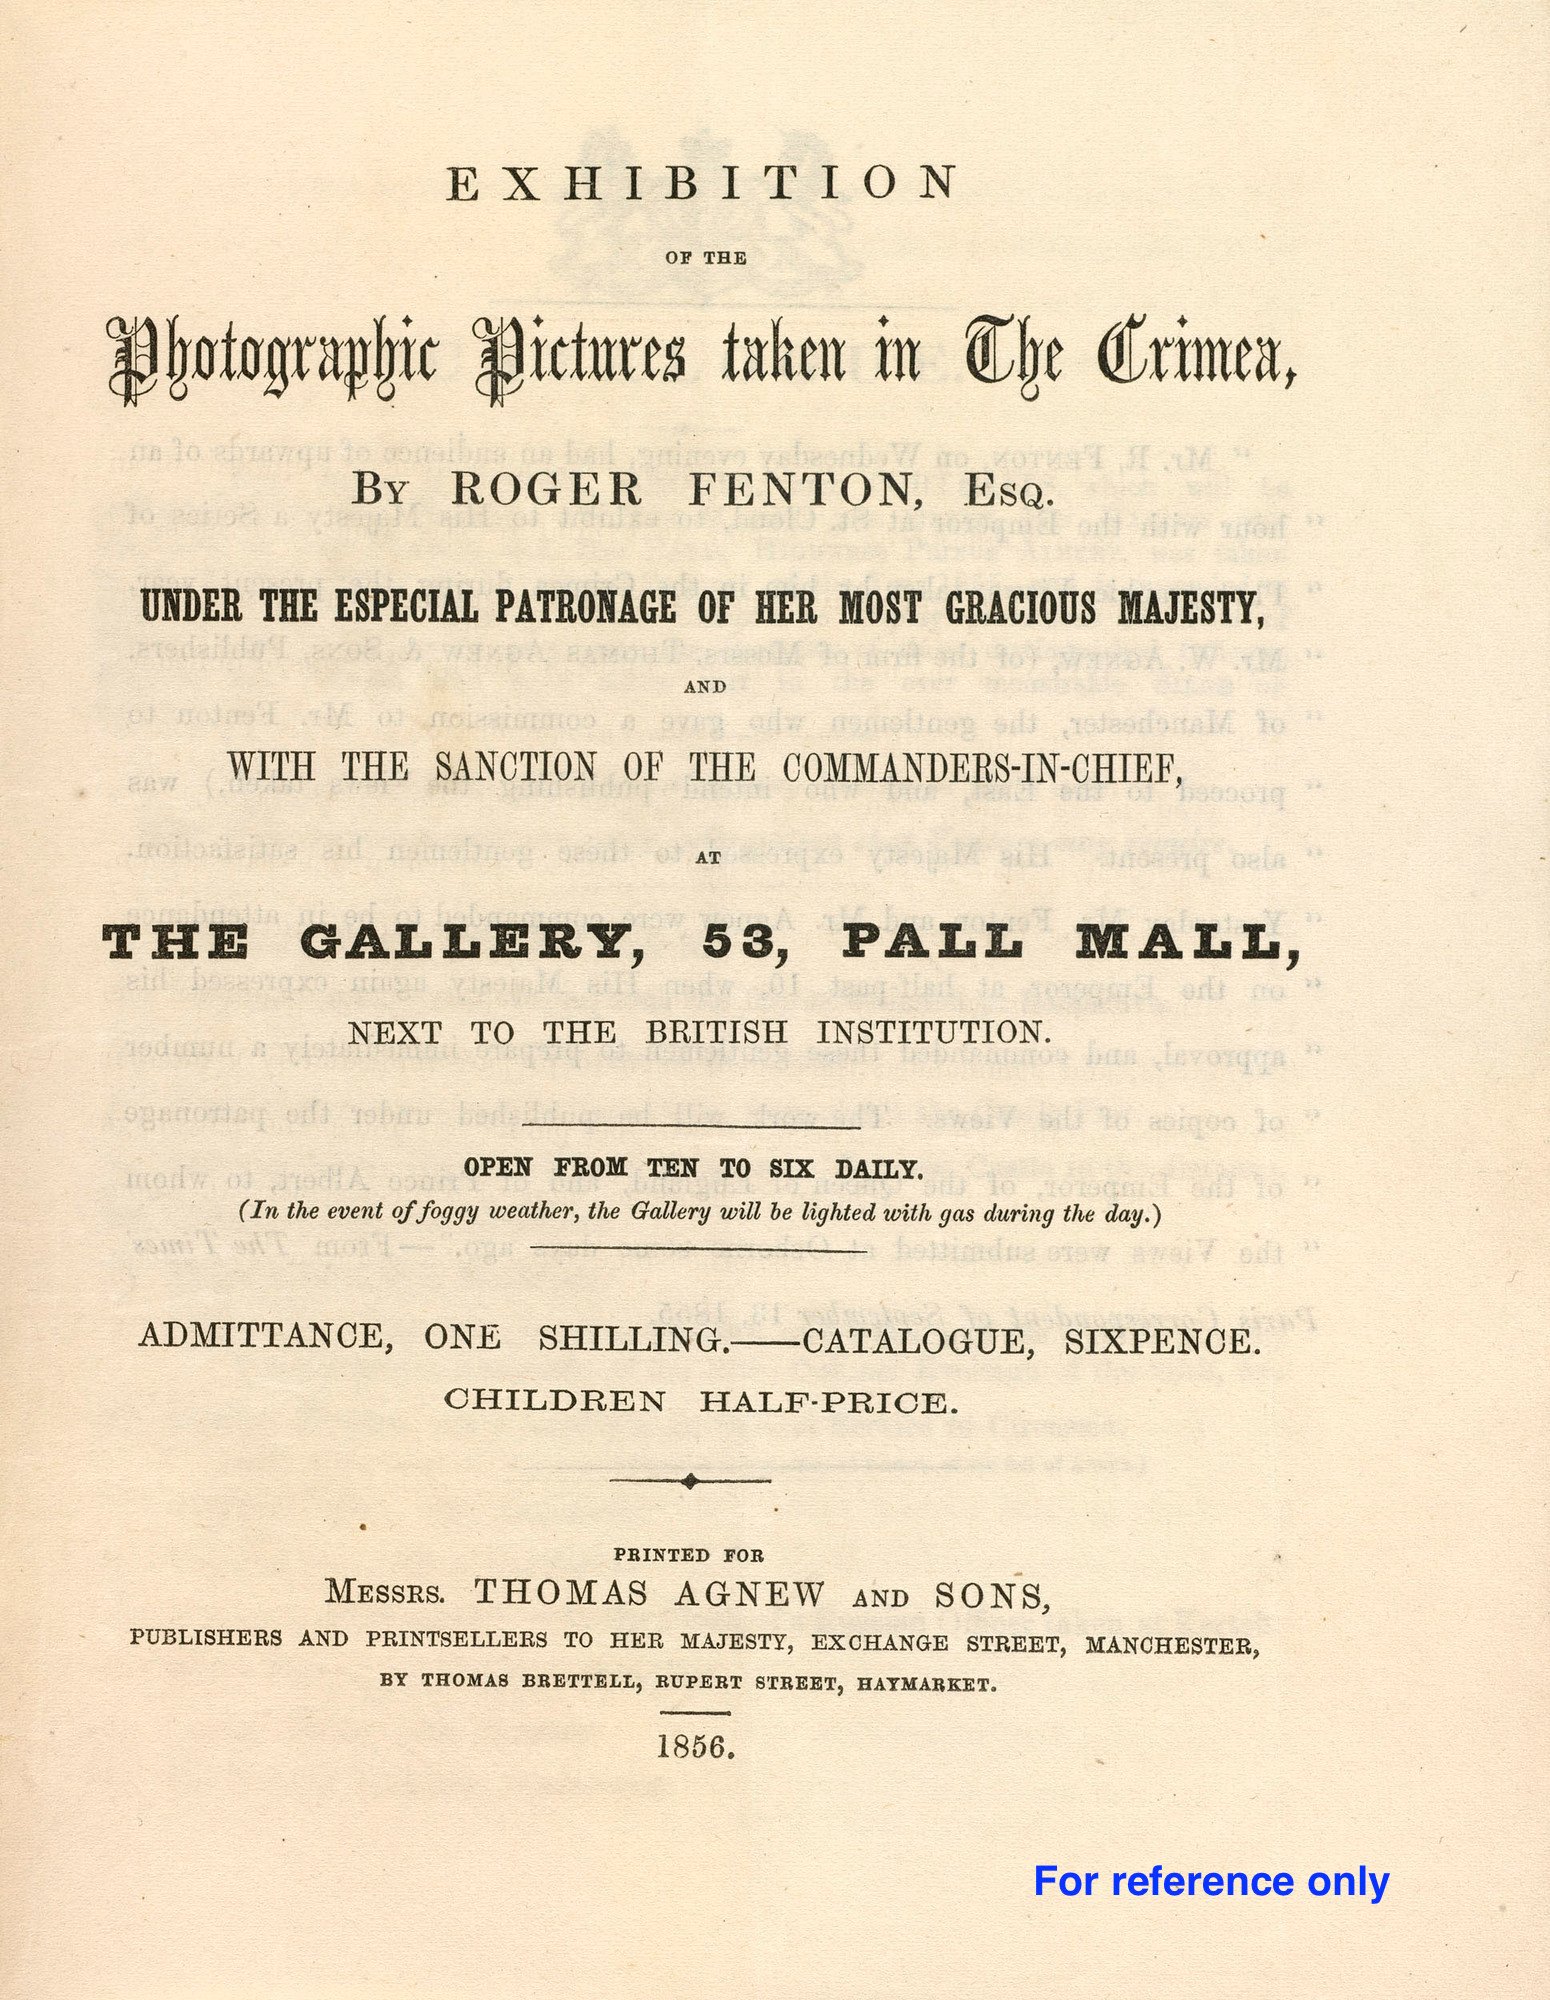 EXHIBITION
OF THE
Photographic Pictures taken in The Crimea,
BY ROGER FENTON, ESQ.
UNDER THE ESPECIAL PATRONAGE OF HER MOST GRACIOUS MAJESTY,
AND
WITH THE SANCTION OF THE COMMANDERS-IN-CHIEF,
AT
THE GALLERY, 53, PALL MALL,
NEXT TO THE BRITISH INSTITUTION.
OPEN FROM TEN TO SIX DAILY.
(In the event of foggy weather, the Gallery will be lighted with gas during the day.)
ADMITTANCE, ONE SHILLING.——CATALOGUE, SIXPENCE.
CHILDREN HALF-PRICE.
PRINTED FOR
MESSRS. THOMAS AGNEW AND SONS,
PUBLISHERS AND PRINTSELLERS TO HER MAJESTY, EXCHANGE STREET, MANCHESTER,
BY THOMAS BRETTELL, RUPERT STREET, HAYMARKET.
1856.
For reference only